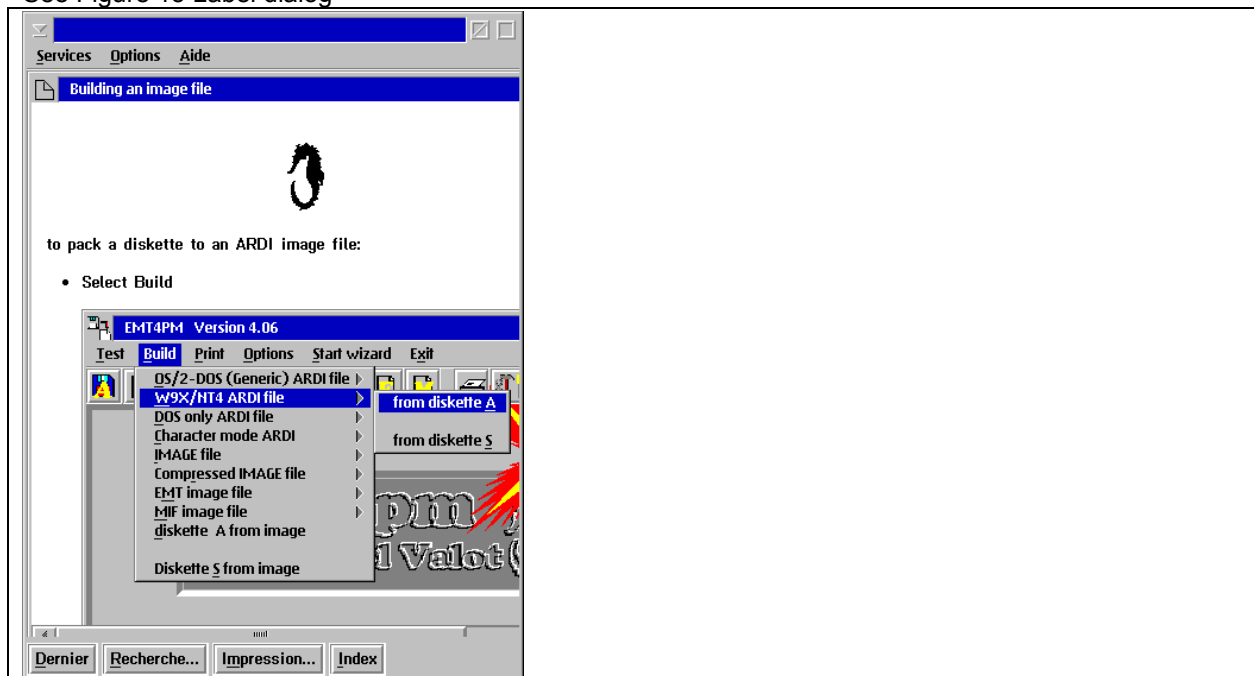 See Figure 18 Label dialog
Services Options Aide
Building an image file
to pack a diskette to an ARDI image file:
• Select Build
EMT4PM Version 4.06
Test Build Print Options Start wizard Exit
OS/2-DOS (Generic) ARDI file
W9X/NT4 ARDI file
from diskette A
DOS only ARDI file
Character mode ARDI
from diskette S
IMAGE file
Compressed IMAGE file
EMT image file
MIF image file
diskette A from image
Diskette S from image
pm
Valot (
Dernier Recherche... Impression... Index